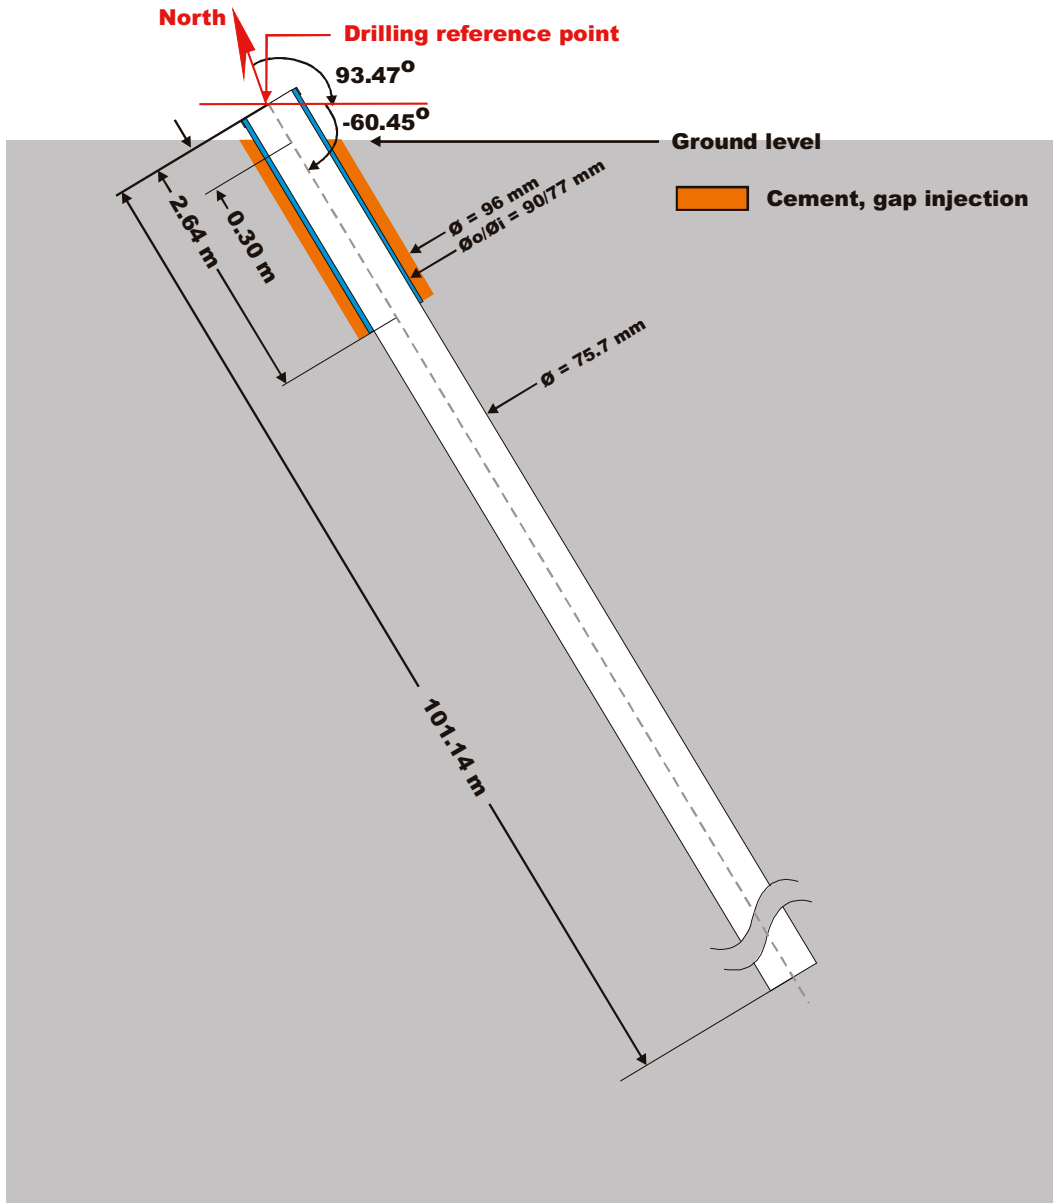 North
Drilling reference point
93.47°
-60.45°
Ground level
Cement, gap injection
Ø = 96 mm
Øo/Øi = 90/77 mm
0.30 m
2.64 m
Ø = 75.7 mm
101.14 m